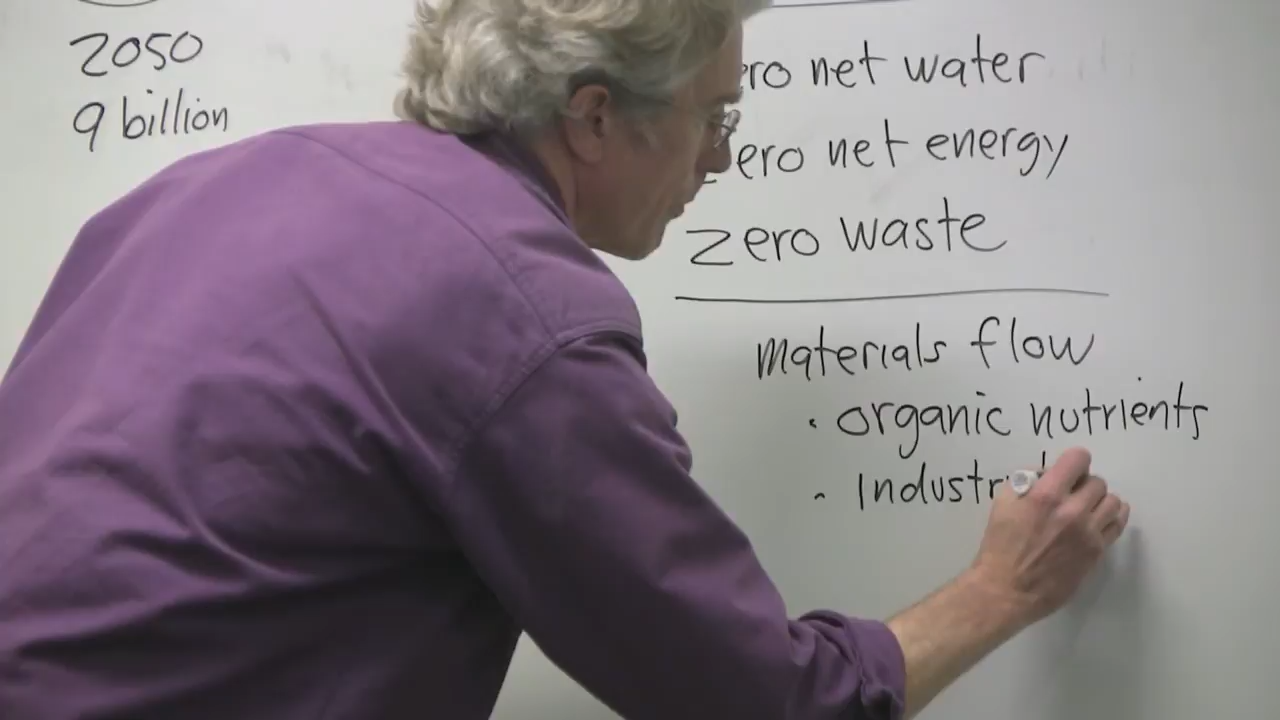 2050
9 billion
ero net water
ero net energy
zero waste
materials flow
• organic nutrients
• Industr